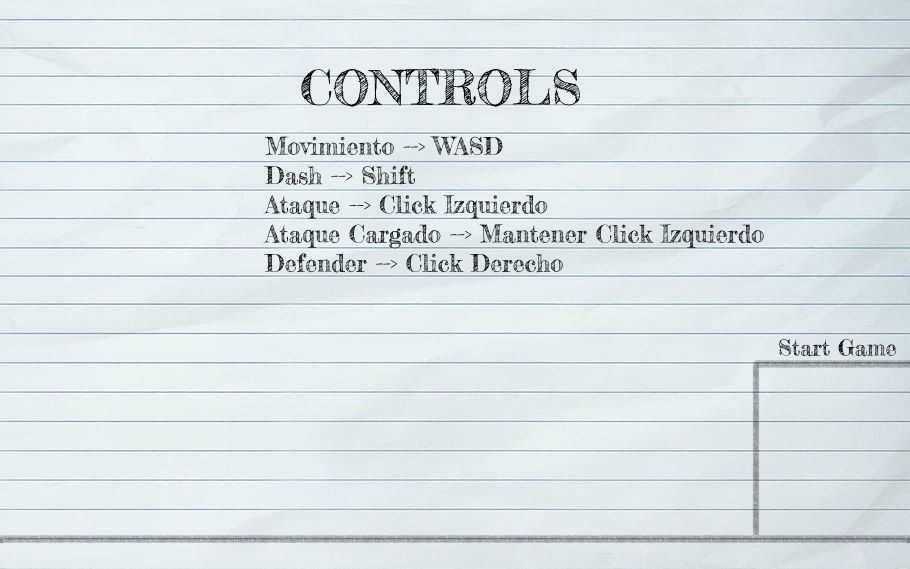 CONTROLS
Movimiento --> WASD
Dash --> Shift
Ataque --> Click Izquierdo
Ataque Cargado --> Mantener Click Izquierdo
Defender --> Click Derecho
Start Game